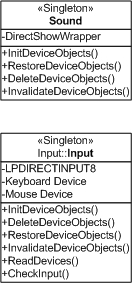 «Singleton»
Sound
-DirectShowWrapper
+InitDeviceObjects()
+RestoreDeviceObjects()
+DeleteDeviceObjects()
+InvalidateDeviceObjects()
«Singleton»
Input::Input
-LPDIRECTINPUT8
-Keyboard Device
-Mouse Device
+InitDeviceObjects()
+DeleteDeviceObjects()
+RestoreDeviceObjects()
+InvalidateDeviceObjects()
+ReadDevices()
+CheckInput()